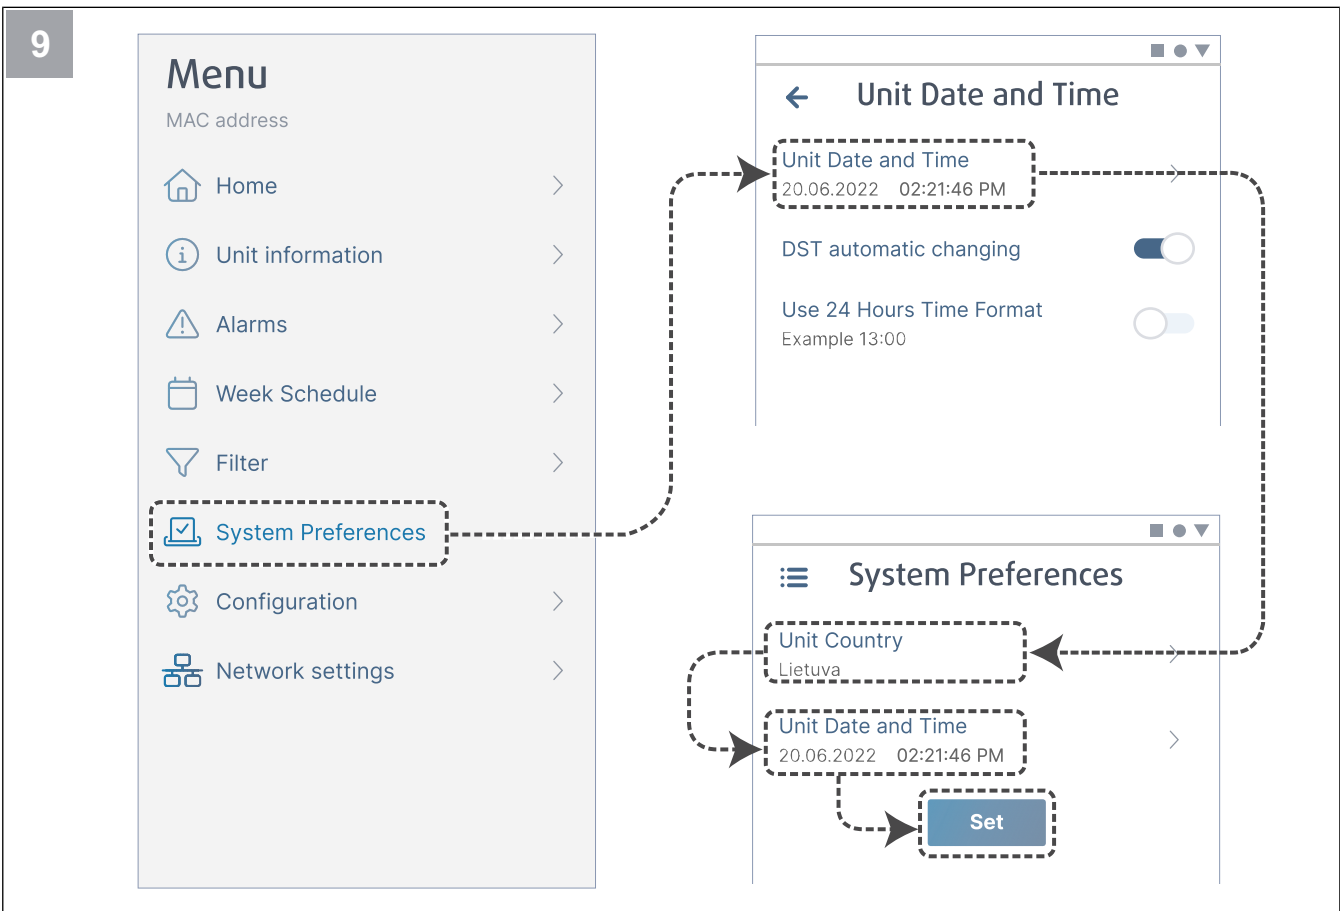 9
Menu
MAC address
Home
Unit information
Alarms
Week Schedule
Filter
System Preferences
Configuration
Network settings
Unit Date and Time
Unit Date and Time
20.06.2022 02:21:46 PM
DST automatic changing
Use 24 Hours Time Format
Example 13:00
System Preferences
Unit Country
Lietuva
Unit Date and Time
20.06.2022 02:21:46 PM
Set